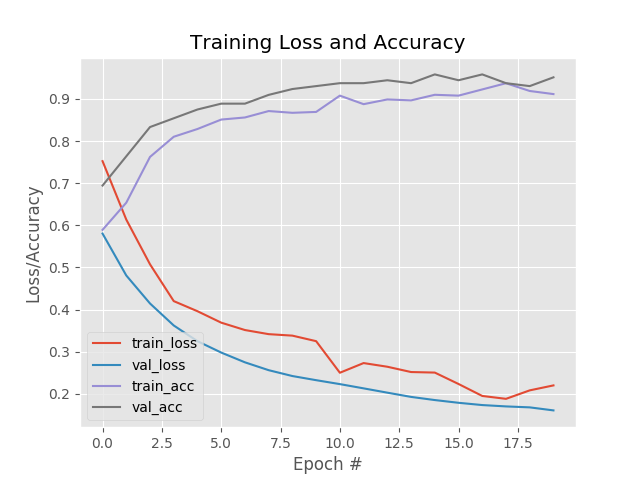 Training Loss and Accuracy
Loss/Accuracy
0.9
0.8
0.7
0.6
0.5
0.4
0.3
0.2
train_loss
val_loss
train_acc
val_acc
0.0 2.5 5.0 7.5 10.0 12.5 15.0 17.5
Epoch #